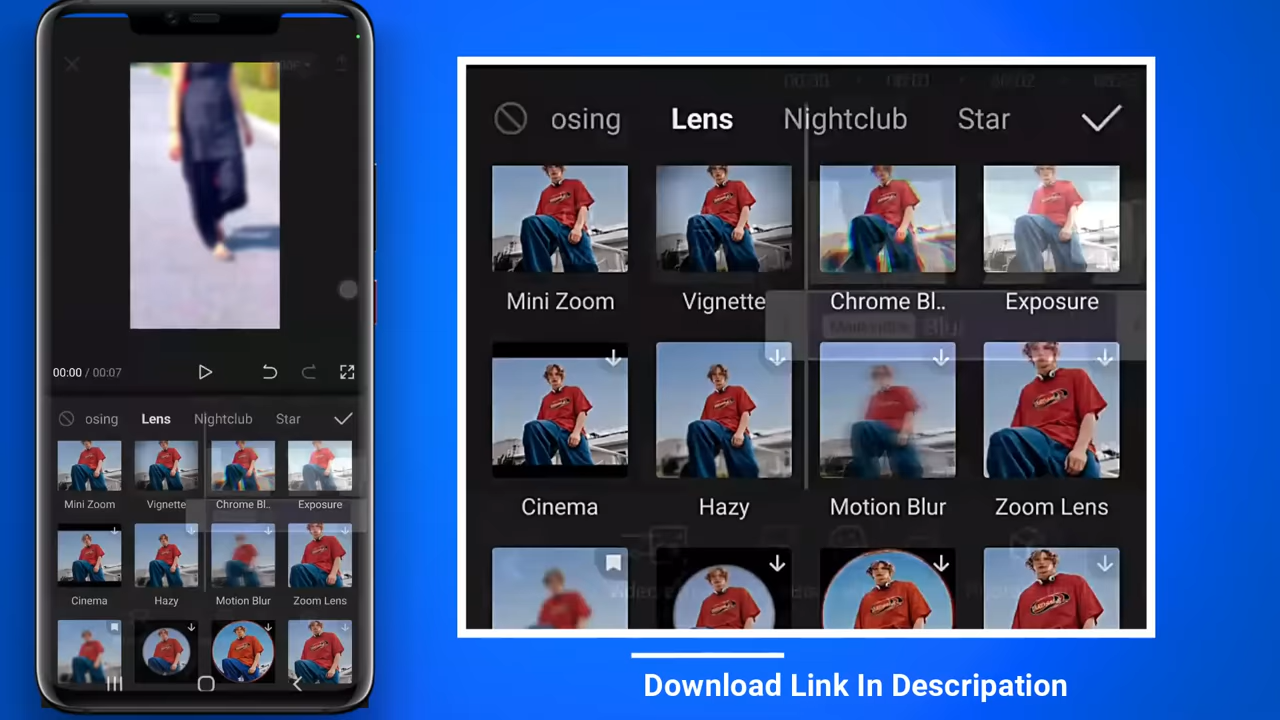 00:00 / 00:07
osing Lens Nightclub Star
Mini Zoom Vignette Chrome Bl.. Exposure
Cinema Hazy Motion Blur Zoom Lens
osing Lens Nightclub Star
Mini Zoom Vignette Chrome Bl.. Exposure
Cinema Hazy Motion Blur Zoom Lens
Download Link In Descripation